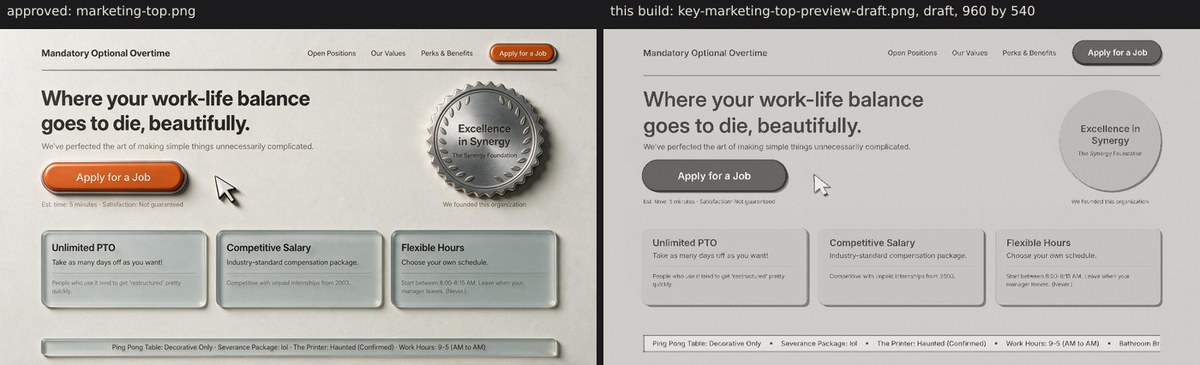 approved: marketing-top.png
Mandatory Optional Overtime
Open Positions Our Values Perks & Benefits Apply for a Job
Where your work-life balance
goes to die, beautifully.
We've perfected the art of making simple things unnecessarily complicated.
Apply for a Job
Est. time: 5 minutes · Satisfaction: Not guaranteed
Excellence
in Synergy
The Synergy Foundation
We founded this organization
Unlimited PTO
Take as many days off as you want!
People who use it tend to get 'restructured' pretty
quickly.
Competitive Salary
Industry-standard compensation package.
Competitive with unpaid internships from 2003.
Flexible Hours
Choose your own schedule.
Start between 8:00-8:15 AM. Leave when your
manager leaves. (Never.)
Ping Pong Table: Decorative Only · Severance Package: lol · The Printer: Haunted (Confirmed) · Work Hours: 9-5 (AM to AM)
this build: key-marketing-top-preview-draft.png, draft, 960 by 540
Mandatory Optional Overtime
Open Positions Our Values Perks & Benefits Apply for a Job
Where your work-life balance
goes to die, beautifully.
We've perfected the art of making simple things unnecessarily complicated.
Apply for a Job
Est. time: 5 minutes · Satisfaction: Not guaranteed
Excellence in
Synergy
The Synergy Foundation
We founded this organization
Unlimited PTO
Take as many days off as you want!
People who use it tend to get 'restructured' pretty
quickly.
Competitive Salary
Industry-standard compensation package.
Competitive with unpaid internships from 2003.
Flexible Hours
Choose your own schedule.
Start between 8:00-8:15 AM. Leave when your
manager leaves. (Never.)
Ping Pong Table: Decorative Only • Severance Package: lol • The Printer: Haunted (Confirmed) • Work Hours: 9-5 (AM to AM) • Bathroom Br